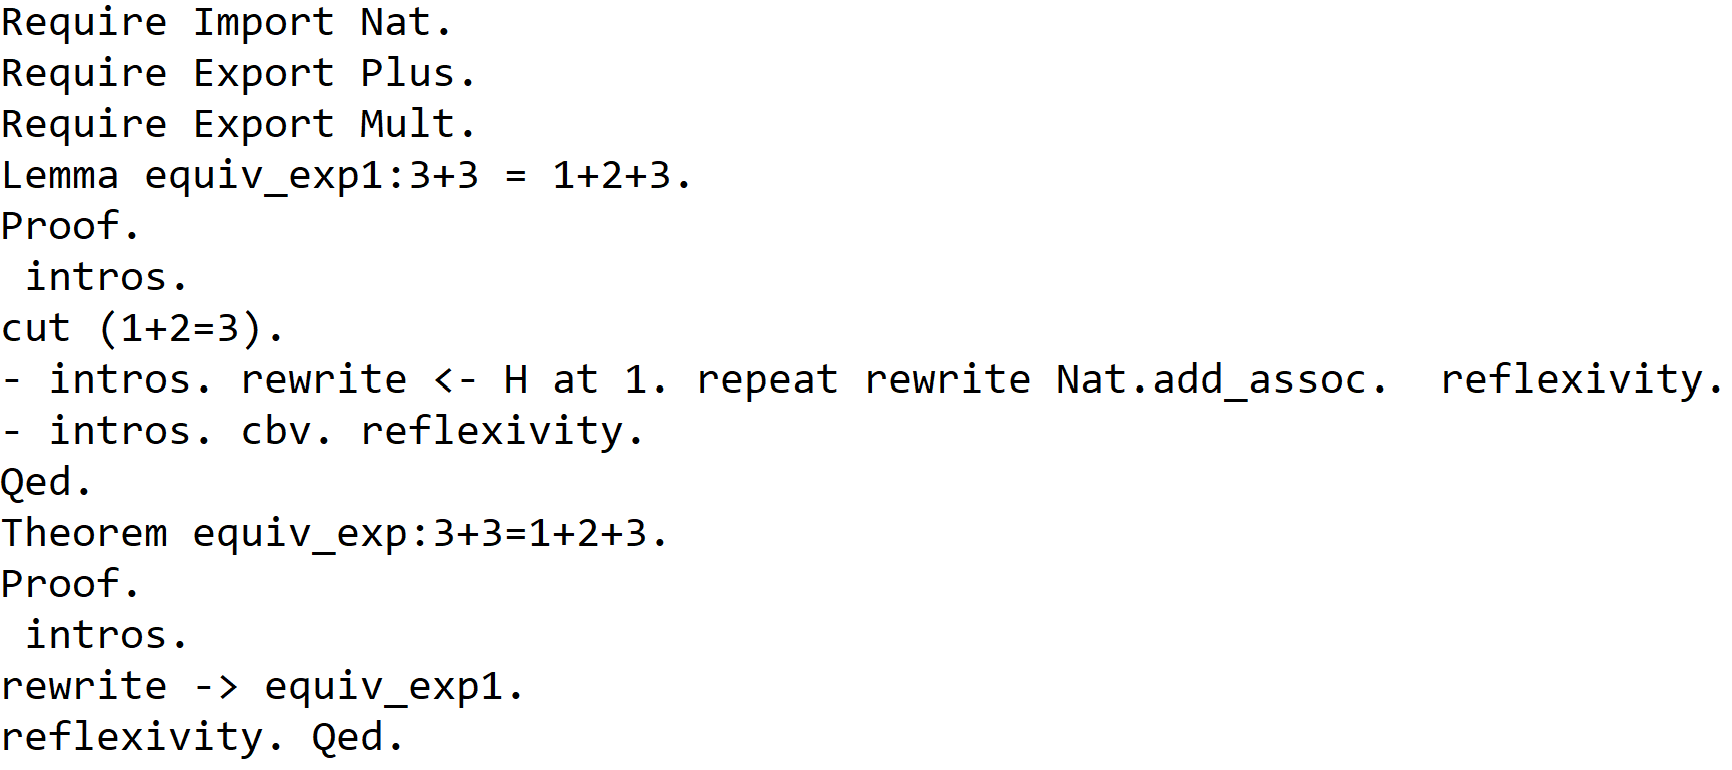 Require Import Nat.
Require Export Plus.
Require Export Mult.
Lemma equiv_exp1:3+3 = 1+2+3.
Proof.
 intros.
cut (1+2=3).
- intros. rewrite <- H at 1. repeat rewrite Nat.add_assoc.  reflexivity.
- intros. cbv. reflexivity.
Qed.
Theorem equiv_exp:3+3=1+2+3.
Proof.
 intros.
rewrite -> equiv_exp1.
reflexivity. Qed.